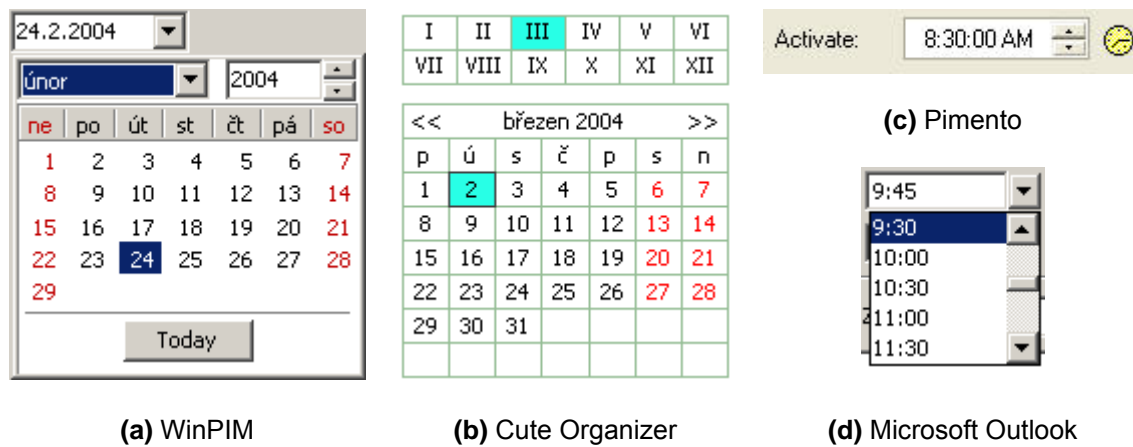 24.2.2004
únor 2004
ne po út st čt pá so
1 2 3 4 5 6 7
8 9 10 11 12 13 14
15 16 17 18 19 20 21
22 23 24 25 26 27 28
29
Today
(a) WinPIM
I II III IV V VI
VII VIII IX X XI XII
<< březen 2004 >>
p ú s č p s n
1 2 3 4 5 6 7
8 9 10 11 12 13 14
15 16 17 18 19 20 21
22 23 24 25 26 27 28
29 30 31
(b) Cute Organizer
Activate: 8:30:00 AM
(c) Pimento
9:45
9:30
10:00
10:30
11:00
11:30
(d) Microsoft Outlook